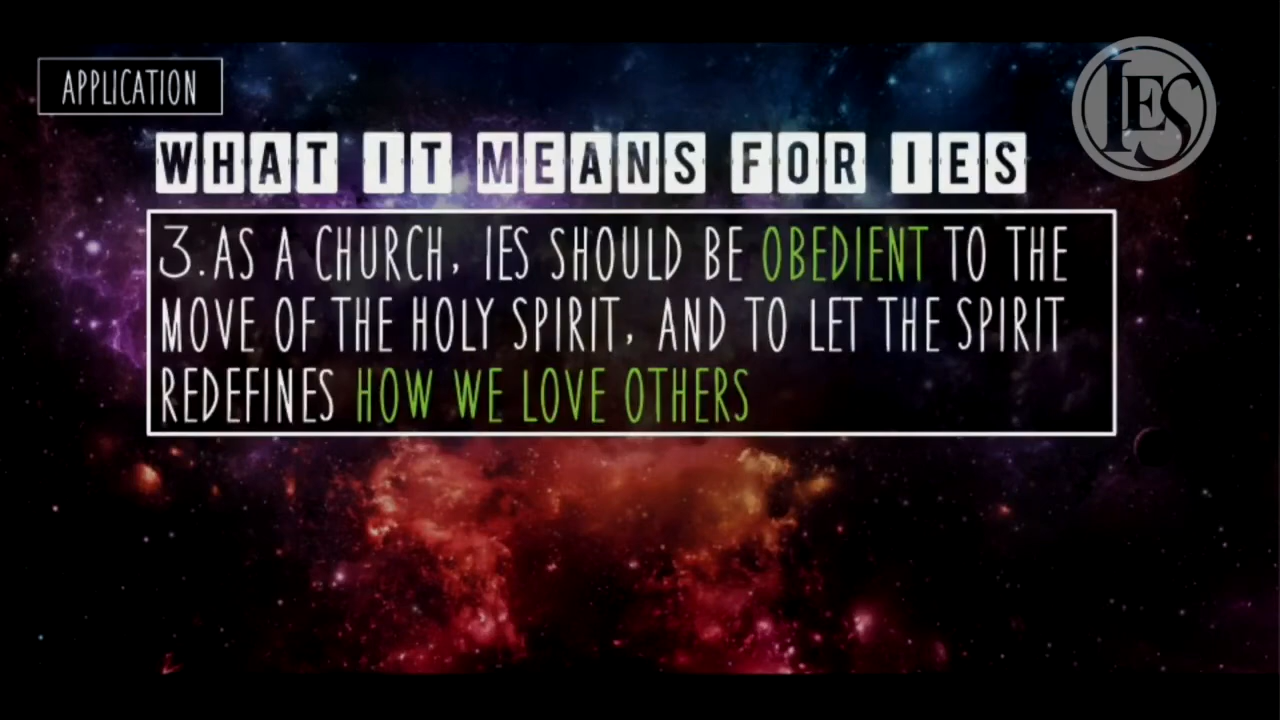 APPLICATION
IES
WHAT IT MEANS FOR IES
3.AS A CHURCH, IES SHOULD BE OBEDIENT TO THE
MOVE OF THE HOLY SPIRIT, AND TO LET THE SPIRIT
REDEFINES HOW WE LOVE OTHERS